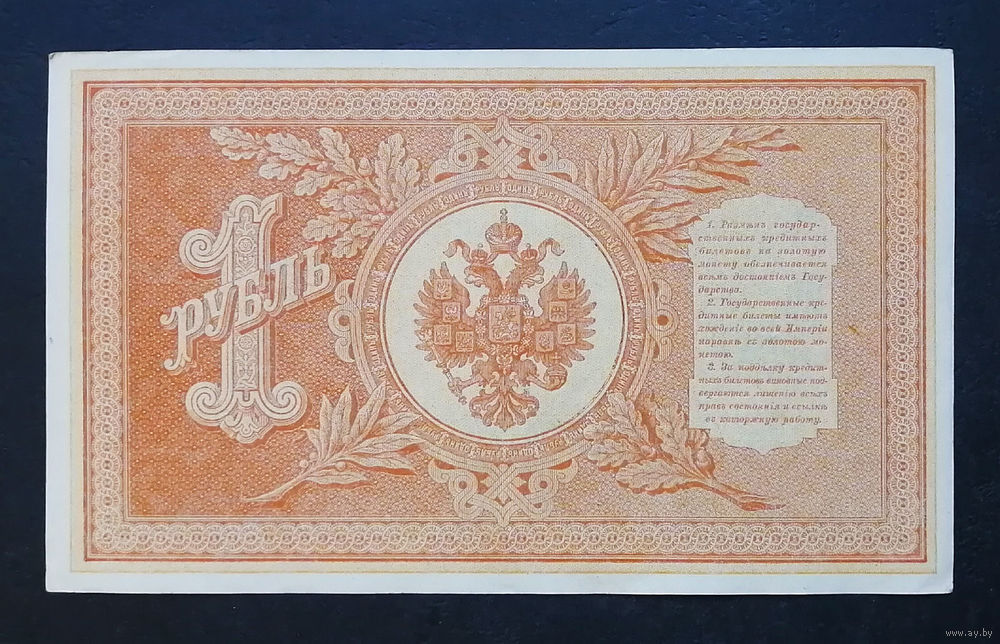 1
РУБЛЬ
1. Размѣнъ государ-
ственныхъ кредитныхъ
билетовъ на золотую
монету обезпечивается
всѣмъ достояніемъ Госу-
дарства.
2. Государственные кре-
дитные билеты имѣютъ
хожденіе во всей Имперіи
наравнѣ съ золотою мо-
нетою.
3. За поддѣлку кредит-
ныхъ билетовъ виновные под-
вергаются лишенію всѣхъ
правъ состоянія и ссылкѣ
въ каторжную работу.
www.ay.by